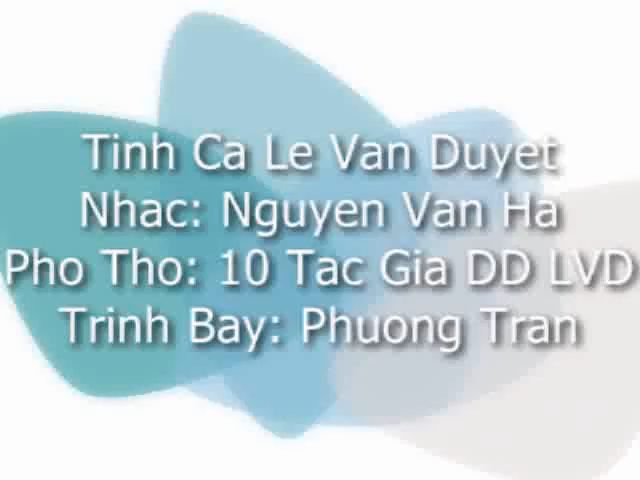 Tinh Ca Le Van Duyet
Nhac: Nguyen Van Ha
Pho Tho: 10 Tac Gia DD LVD
Trinh Bay: Phuong Tran